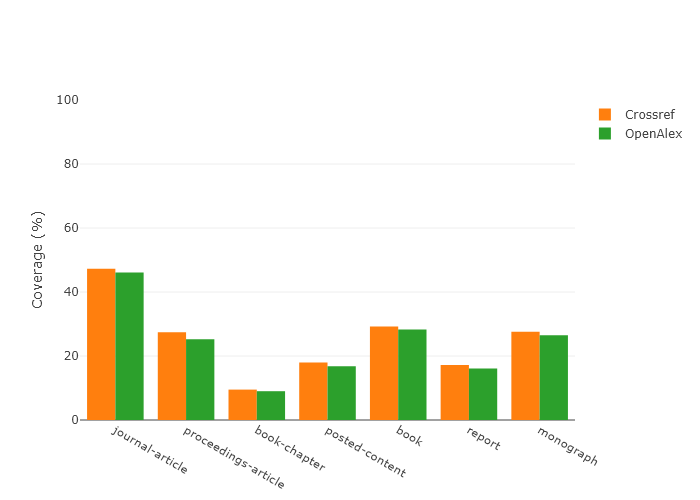 100
80
60
40
20
0
Coverage (%)
journal-article
proceedings-article
book-chapter
posted-content
book
report
monograph
Crossref
OpenAlex